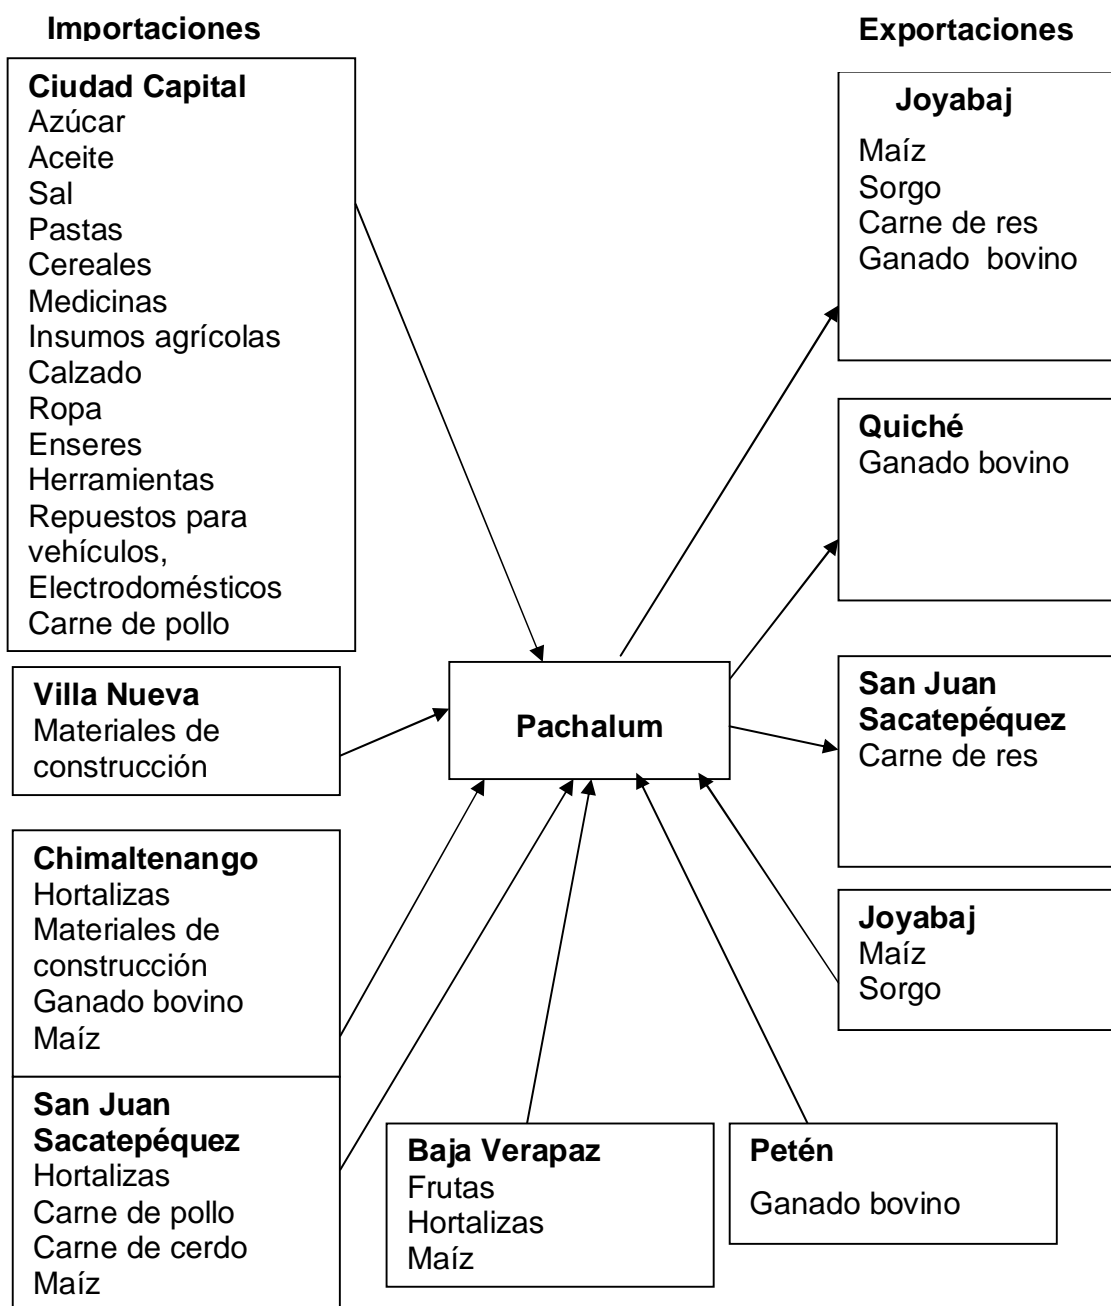 Importaciones
Exportaciones
Ciudad Capital
Azúcar
Aceite
Sal
Pastas
Cereales
Medicinas
Insumos agrícolas
Calzado
Ropa
Enseres
Herramientas
Repuestos para
vehículos,
Electrodomésticos
Carne de pollo
Villa Nueva
Materiales de
construcción
Chimaltenango
Hortalizas
Materiales de
construcción
Ganado bovino
Maíz
San Juan
Sacatepéquez
Hortalizas
Carne de pollo
Carne de cerdo
Maíz
Pachalum
Baja Verapaz
Frutas
Hortalizas
Maíz
Petén
Ganado bovino
Joyabaj
Maíz
Sorgo
Carne de res
Ganado  bovino
Quiché
Ganado bovino
San Juan
Sacatepéquez
Carne de res
Joyabaj
Maíz
Sorgo